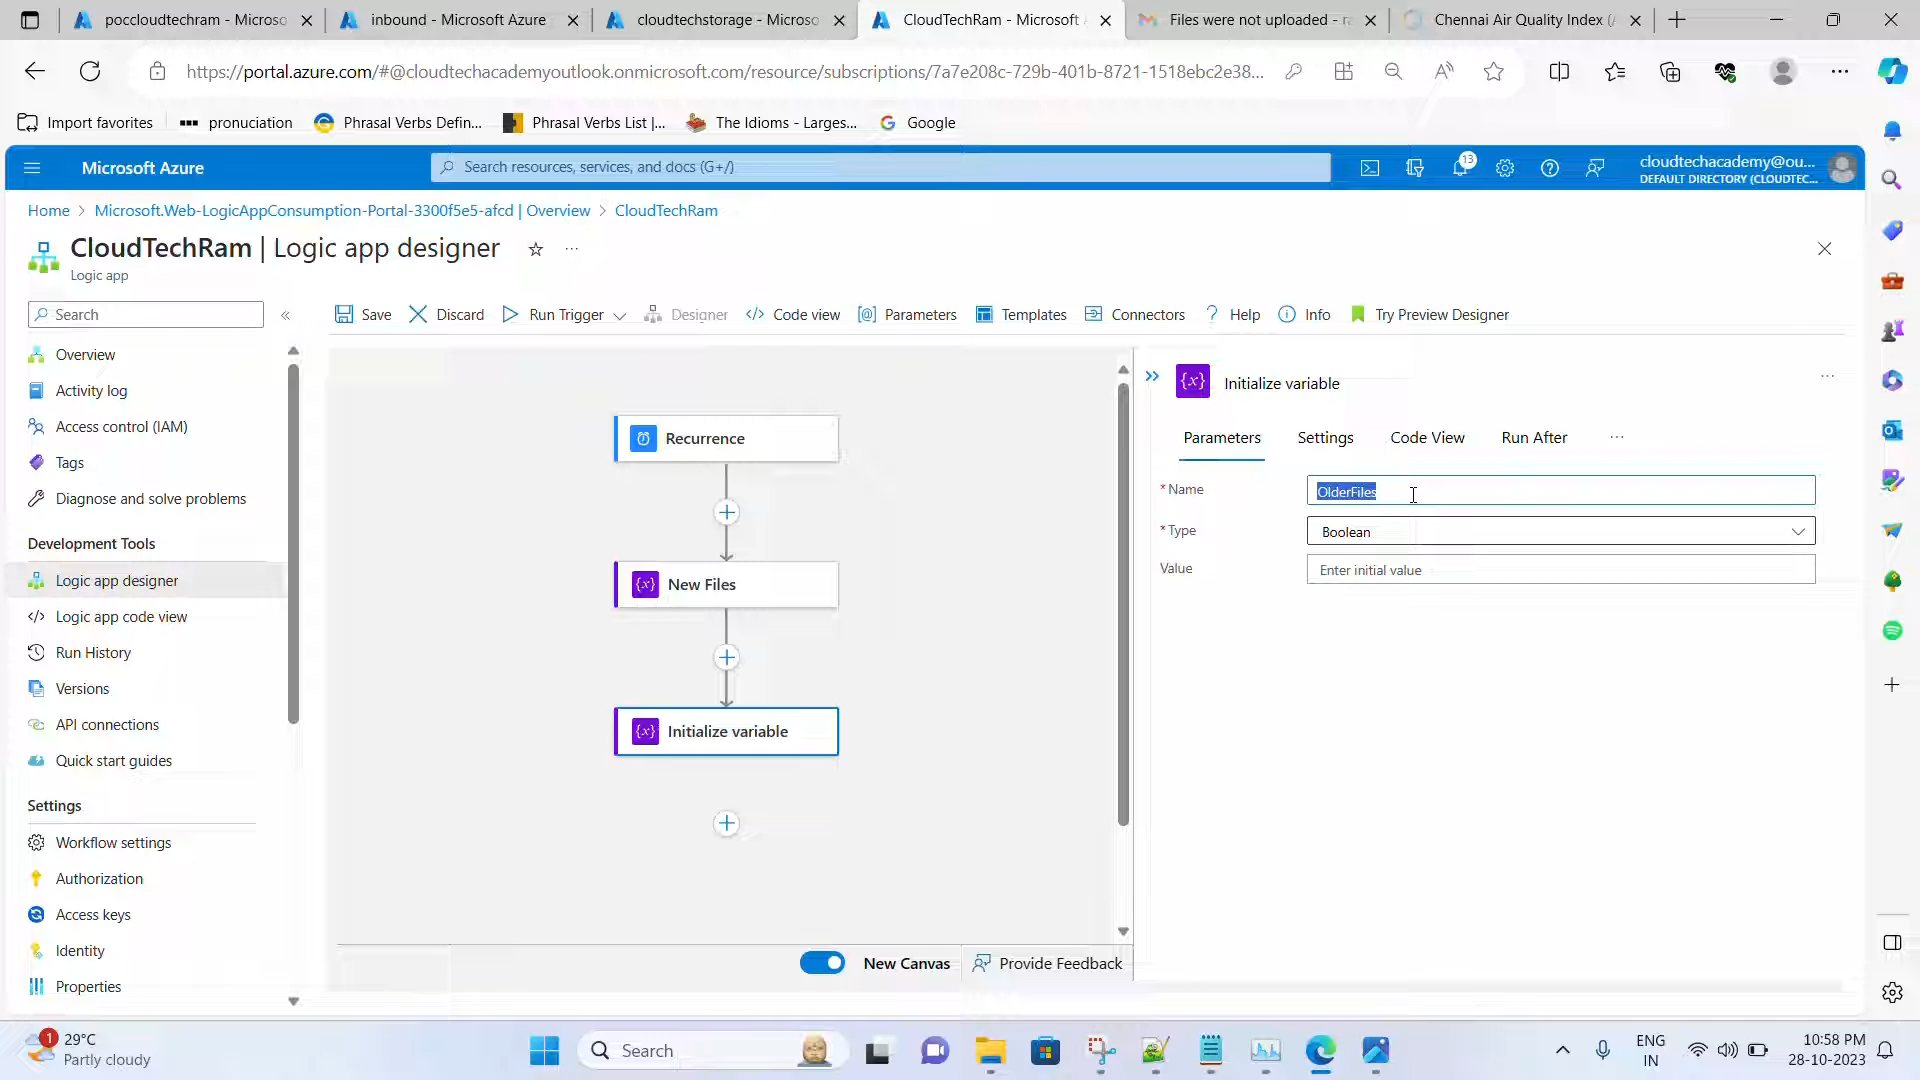 poccloudtechram - Microso
inbound - Microsoft Azure
cloudtechstorage - Microso
CloudTechRam - Microsoft
Files were not uploaded - ra
Chennai Air Quality Index (
https://portal.azure.com/#@cloudtechacademyoutlook.onmicrosoft.com/resource/subscriptions/7a7e208c-729b-401b-8721-1518ebc2e38...
Import favorites
pronuciation
Phrasal Verbs Defin...
Phrasal Verbs List |...
The Idioms - Larges...
Google
Microsoft Azure
Search resources, services, and docs (G+/)
13
cloudtechacademy@ou...
DEFAULT DIRECTORY (CLOUDTEC...
Home > Microsoft.Web-LogicAppConsumption-Portal-3300f5e5-afcd | Overview > CloudTechRam
CloudTechRam | Logic app designer
Logic app
Search
Save
Discard
Run Trigger
Designer
Code view
Parameters
Templates
Connectors
Help
Info
Try Preview Designer
Overview
Activity log
Access control (IAM)
Tags
Diagnose and solve problems
Development Tools
Logic app designer
Logic app code view
Run History
Versions
API connections
Quick start guides
Settings
Workflow settings
Authorization
Access keys
Identity
Properties
Recurrence
New Files
Initialize variable
New Canvas
Provide Feedback
Initialize variable
Parameters
Settings
Code View
Run After
* Name
OlderFiles
* Type
Boolean
Value
Enter initial value
1
29°C
Partly cloudy
Search
ENG
IN
10:58 PM
28-10-2023